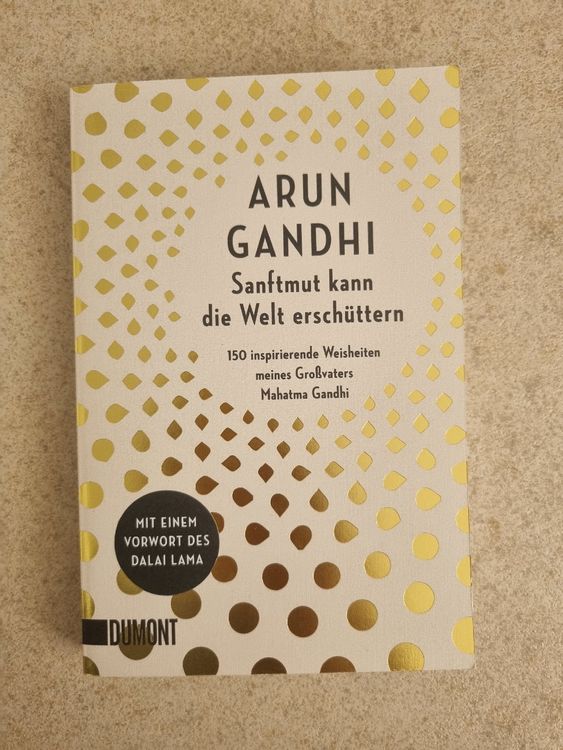 ARUN
GANDHI
Sanftmut kann
die Welt erschüttern
150 inspirierende Weisheiten
meines Großvaters
Mahatma Gandhi
MIT EINEM
VORWORT DES
DALAI LAMA
DUMONT